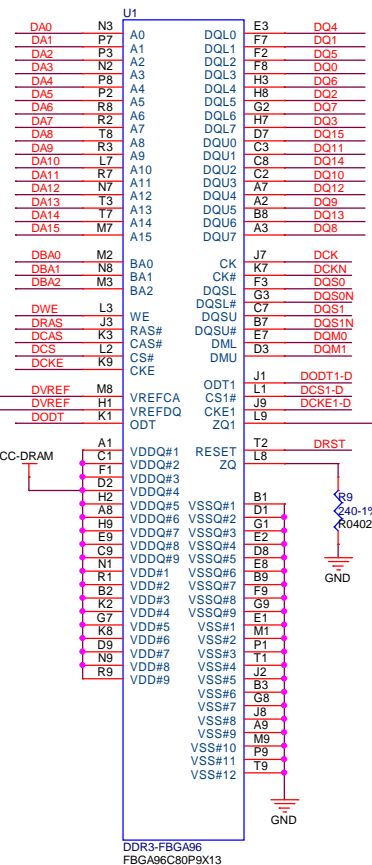 U1
DA0 N3 A0 DQL0 E3 DQ4
DA1 P7 A1 DQL1 F7 DQ1
DA2 P3 A2 DQL2 F2 DQ5
DA3 N2 A3 DQL3 F8 DQ0
DA4 P8 A4 DQL4 H3 DQ6
DA5 P2 A5 DQL5 H8 DQ2
DA6 R8 A6 DQL6 G2 DQ7
DA7 R2 A7 DQL7 H7 DQ3
DA8 T8 A8 DQU0 D7 DQ15
DA9 R3 A9 DQU1 C3 DQ11
DA10 L7 A10 DQU2 C8 DQ14
DA11 R7 A11 DQU3 C2 DQ10
DA12 N7 A12 DQU4 A7 DQ12
DA13 T3 A13 DQU5 A2 DQ9
DA14 T7 A14 DQU6 B8 DQ13
DA15 M7 A15 DQU7 A3 DQ8
DBA0 M2 BA0 CK J7 DCK
DBA1 N8 BA1 CK# K7 DCKN
DBA2 M3 BA2 DQSL F3 DQS0
DQSL# G3 DQS0N
DWE L3 WE DQSU C7 DQS1
DRAS J3 RAS# DQSU# B7 DQS1N
DCAS K3 CAS# DML E7 DQM0
DCS L2 CS# DMU D3 DQM1
DCKE K9 CKE
ODT1 J1 DODT1-D
DVREF M8 VREFCA CS1# L1 DCS1-D
DVREF H1 VREFDQ CKE1 J9 DCKE1-D
DODT K1 ODT ZQ1 L9
A1 VDDQ#1 RESET T2 DRST
CC-DRAM C1 VDDQ#2 ZQ L8
F1 VDDQ#3
D2 VDDQ#4
H2 VDDQ#5 VSSQ#1 B1
A8 VDDQ#6 VSSQ#2 D1
H9 VDDQ#7 VSSQ#3 G1
E9 VDDQ#8 VSSQ#4 E2
C9 VDDQ#9 VSSQ#5 D8
N1 VDD#1 VSSQ#6 E8
R1 VDD#2 VSSQ#7 B9
B2 VDD#3 VSSQ#8 F9
K2 VDD#4 VSSQ#9 G9
G7 VDD#5 VSS#1 E1
K8 VDD#6 VSS#2 M1
D9 VDD#7 VSS#3 P1
N9 VDD#8 VSS#4 T1
R9 VDD#9 VSS#5 J2
VSS#6 B3
VSS#7 G8
VSS#8 J8
VSS#9 A9
VSS#10 M9
VSS#11 P9
VSS#12 T9
R9
240-1%
R0402
GND
GND
DDR3-FBGA96
FBGA96C80P9X13